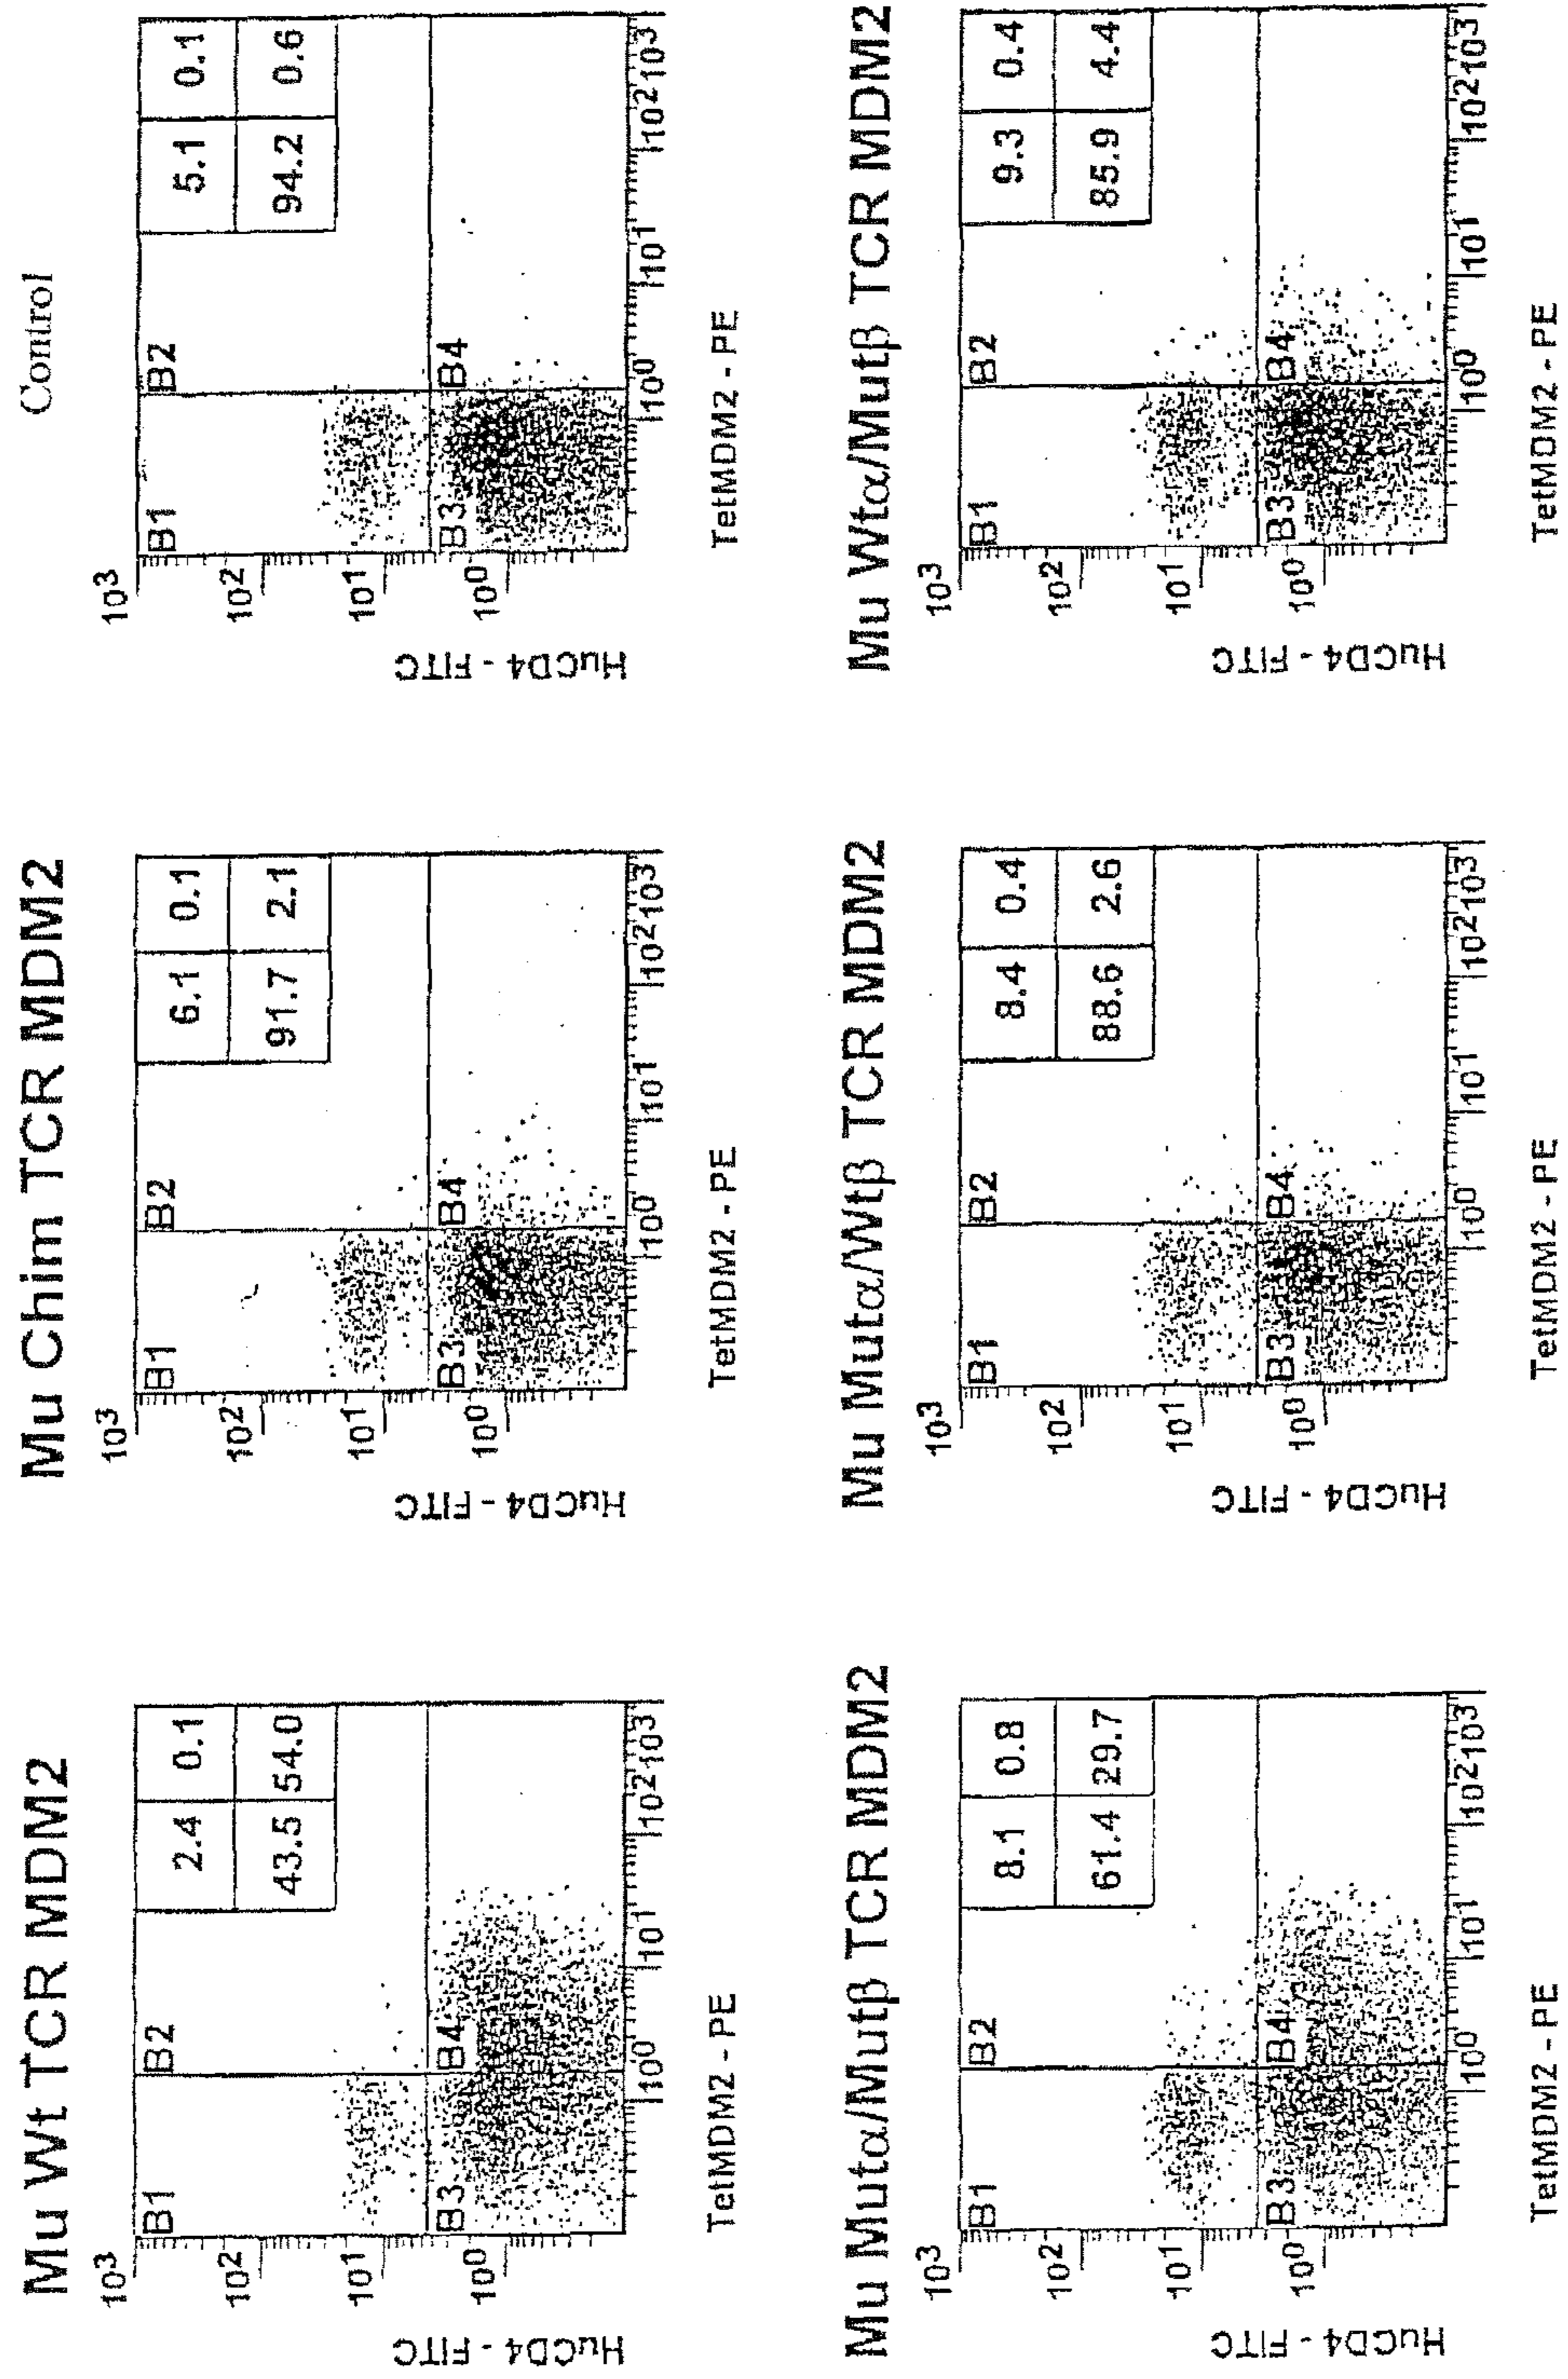 Mu Wt TCR MDM2
10³
10²
10¹
10⁰
HuCD4 - FITC
B1
B2
2.4 0.1
43.5 54.0
B3
B4
10⁰ 10¹ 10² 10³
TetMDM2 - PE
Mu Chim TCR MDM2
10³
10²
10¹
10⁰
HuCD4 - FITC
B1
B2
6.1 0.1
91.7 2.1
B3
B4
10⁰ 10¹ 10² 10³
TetMDM2 - PE
Control
10³
10²
10¹
10⁰
HuCD4 - FITC
B1
B2
5.1 0.1
94.2 0.6
B3
B4
10⁰ 10¹ 10² 10³
TetMDM2 - PE
Mu Mutα/Mutβ TCR MDM2
10³
10²
10¹
10⁰
HuCD4 - FITC
B1
B2
8.1 0.8
61.4 29.7
B3
B4
10⁰ 10¹ 10² 10³
TetMDM2 - PE
Mu Mutα/Wtβ TCR MDM2
10³
10²
10¹
10⁰
HuCD4 - FITC
B1
B2
8.4 0.4
88.6 2.6
B3
B4
10⁰ 10¹ 10² 10³
TetMDM2 - PE
Mu Wtα/Mutβ TCR MDM2
10³
10²
10¹
10⁰
HuCD4 - FITC
B1
B2
9.3 0.4
85.9 4.4
B3
B4
10⁰ 10¹ 10² 10³
TetMDM2 - PE